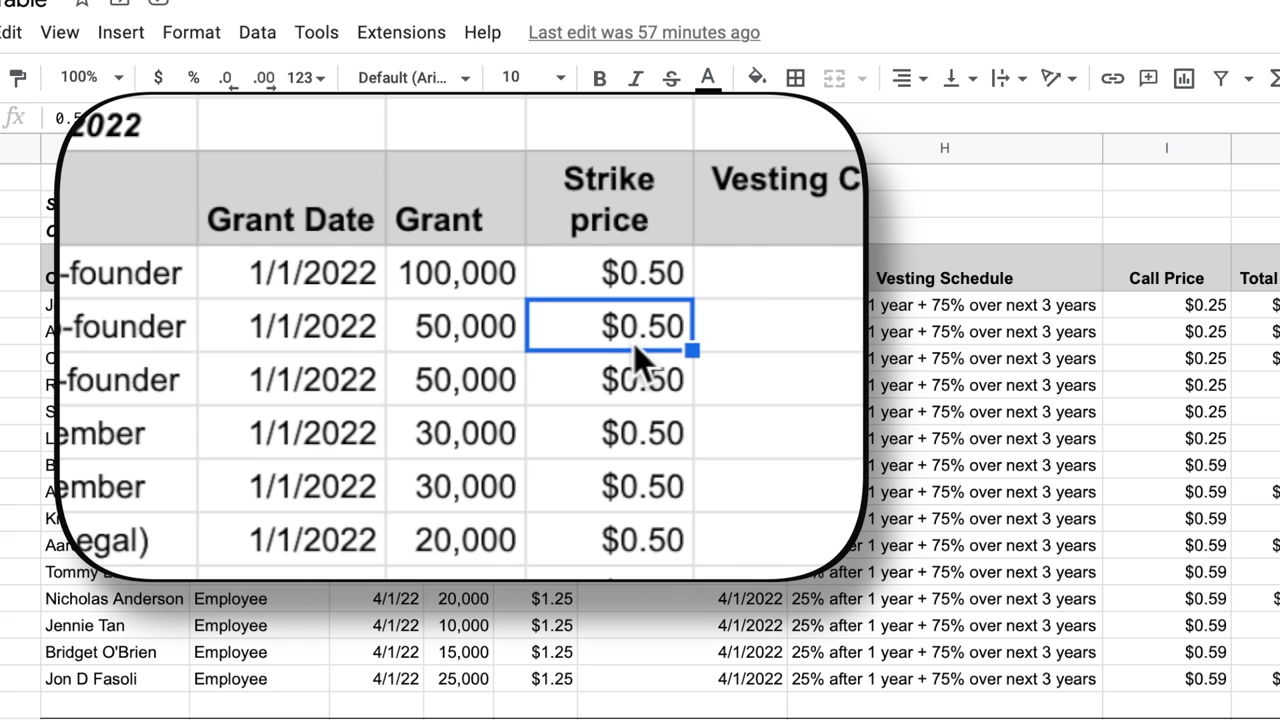 Edit View Insert Format Data Tools Extensions Help Last edit was 57 minutes ago
100% $ % .0 .00 123 Default (Ari... 10 B I S A
fx 0.5
H I
2022
Grant Date Grant Strike price Vesting C
Vesting Schedule Call Price Total
-founder 1/1/2022 100,000 $0.50
1 year + 75% over next 3 years $0.25
-founder 1/1/2022 50,000 $0.50
1 year + 75% over next 3 years $0.25
-founder 1/1/2022 50,000 $0.50
1 year + 75% over next 3 years $0.25
ember 1/1/2022 30,000 $0.50
1 year + 75% over next 3 years $0.25
ember 1/1/2022 30,000 $0.50
1 year + 75% over next 3 years $0.25
egal) 1/1/2022 20,000 $0.50
1 year + 75% over next 3 years $0.25
1 year + 75% over next 3 years $0.59
1 year + 75% over next 3 years $0.59
1 year + 75% over next 3 years $0.59
er 1 year + 75% over next 3 years $0.59
Tommy % after 1 year + 75% over next 3 years $0.59
Nicholas Anderson Employee 4/1/22 20,000 $1.25 4/1/2022 25% after 1 year + 75% over next 3 years $0.59
Jennie Tan Employee 4/1/22 10,000 $1.25 4/1/2022 25% after 1 year + 75% over next 3 years $0.59
Bridget O'Brien Employee 4/1/22 15,000 $1.25 4/1/2022 25% after 1 year + 75% over next 3 years $0.59
Jon D Fasoli Employee 4/1/22 25,000 $1.25 4/1/2022 25% after 1 year + 75% over next 3 years $0.59